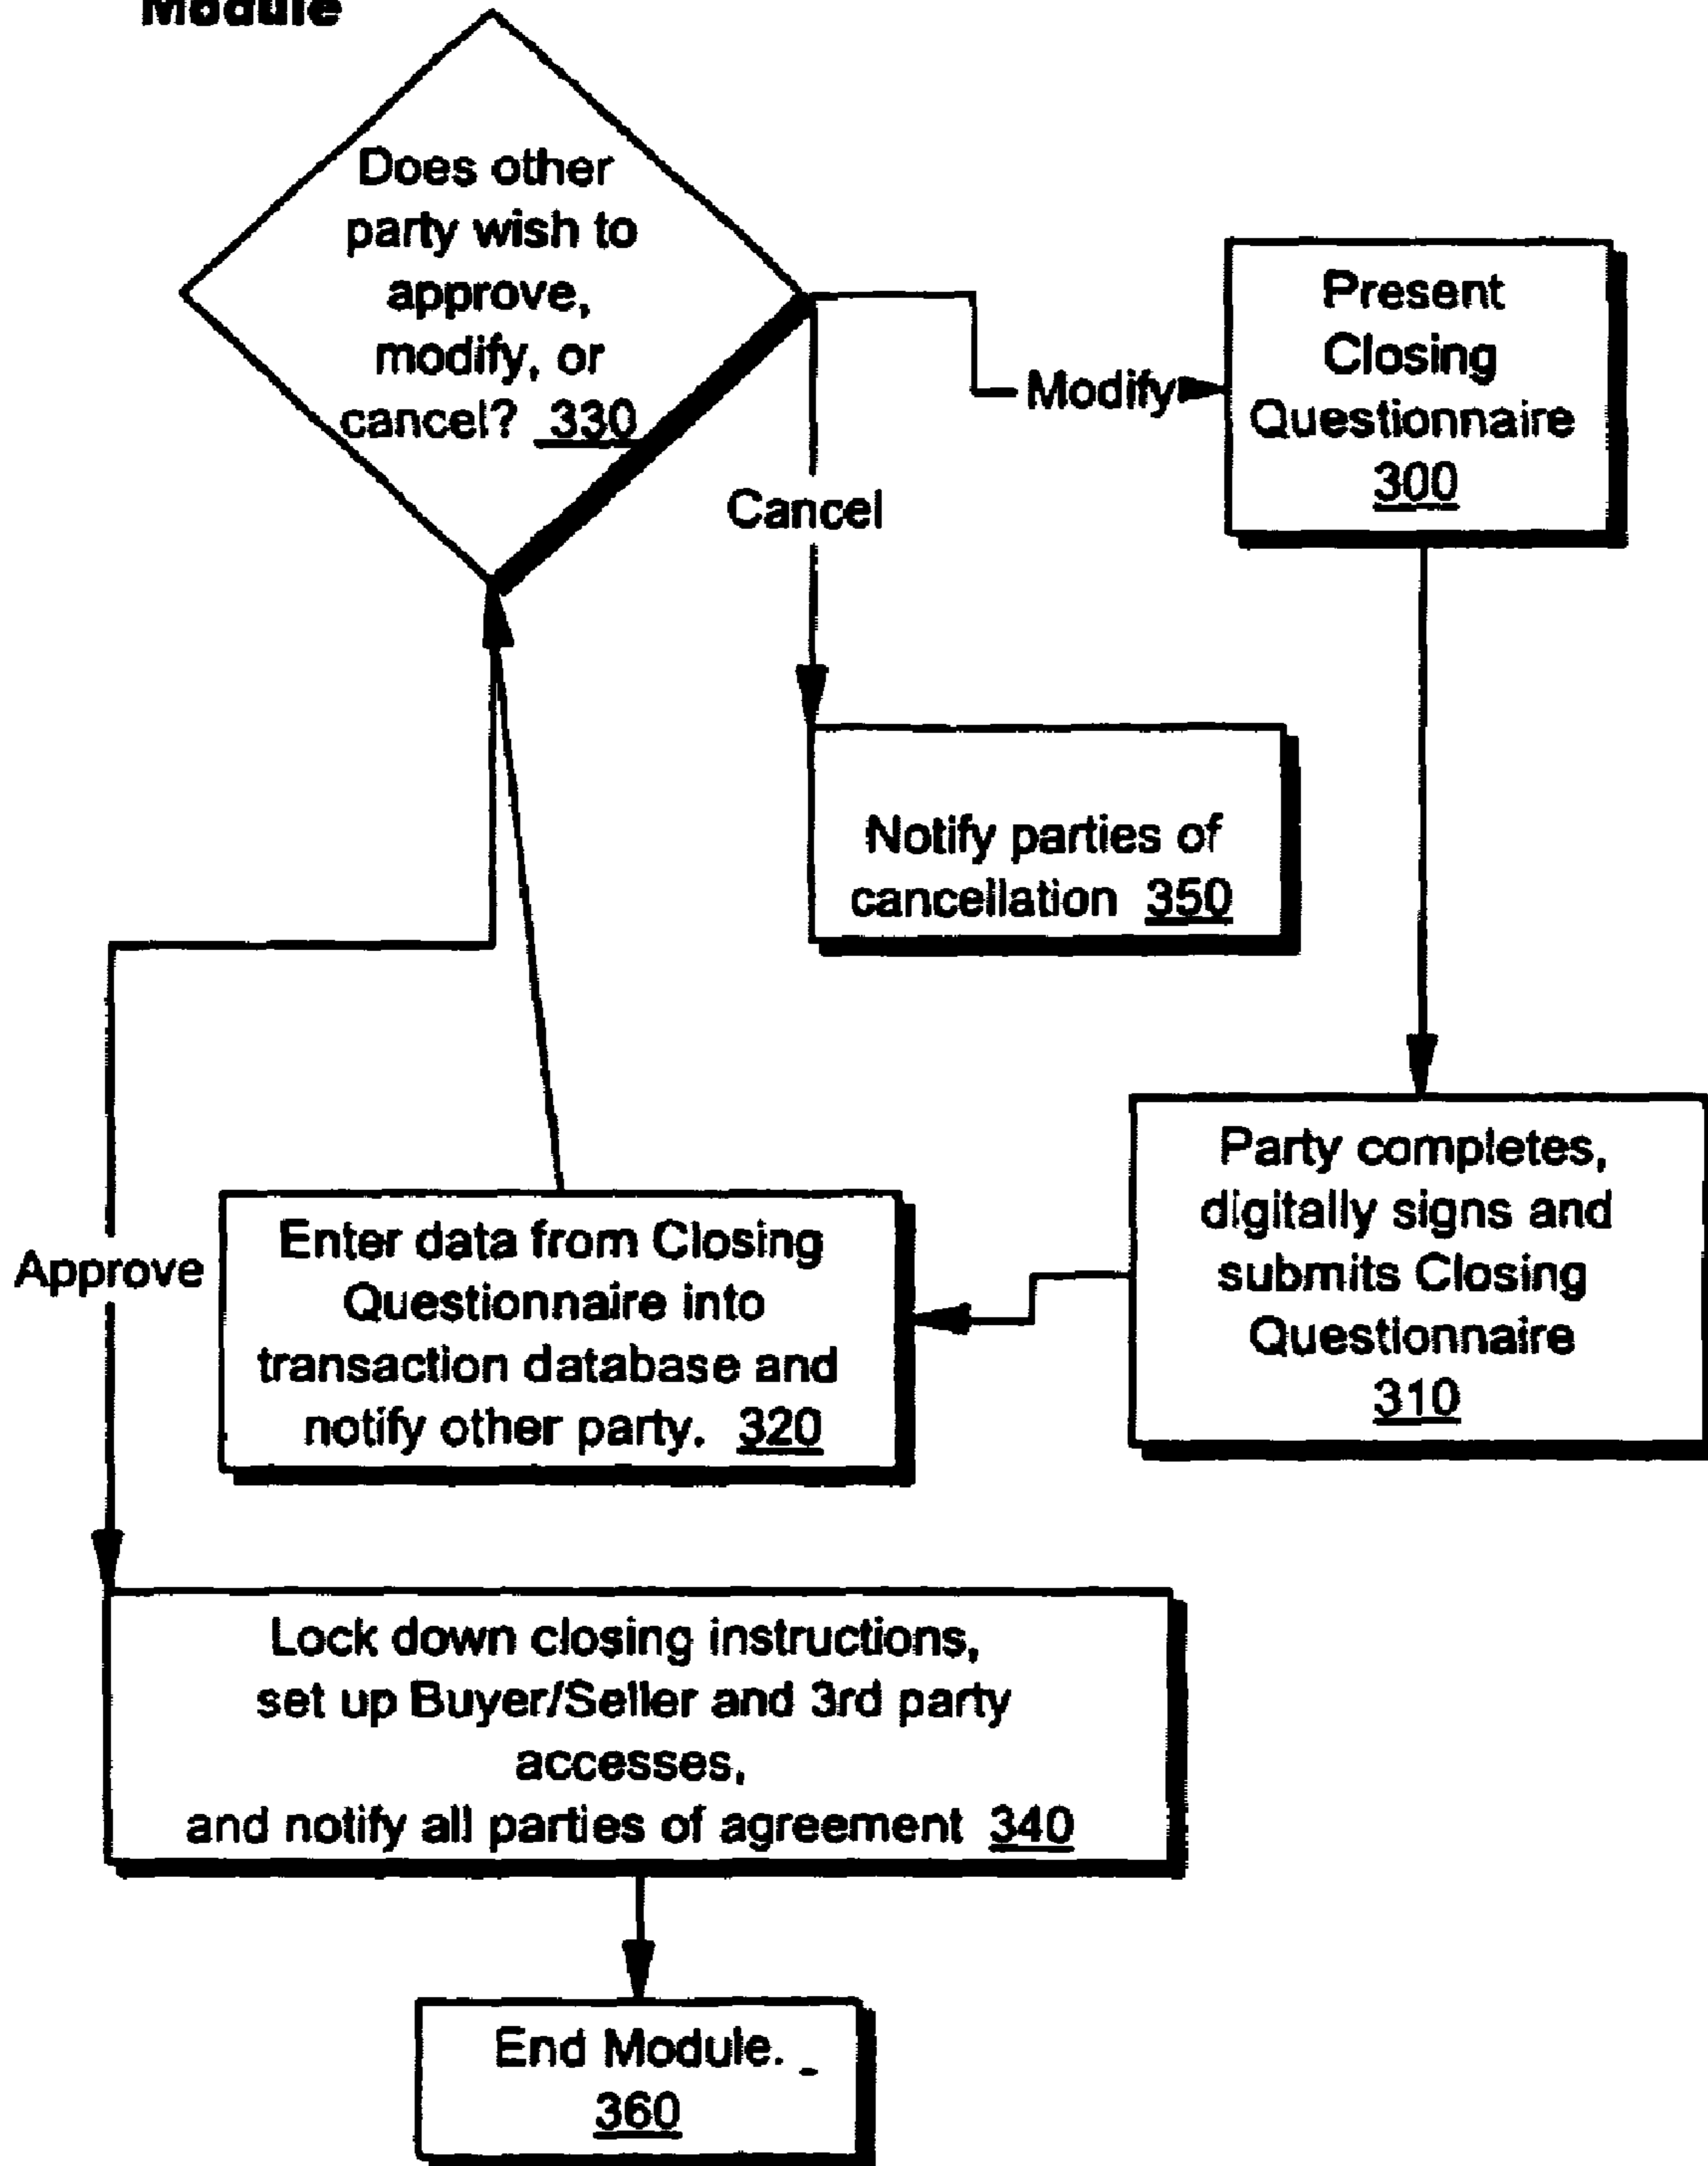 Module
Does other
party wish to
approve,
modify, or
cancel? 330
Modify
Present
Closing
Questionnaire
300
Cancel
Notify parties of
cancellation 350
Party completes,
digitally signs and
submits Closing
Questionnaire
310
Enter data from Closing
Questionnaire into
transaction database and
notify other party. 320
Approve
Lock down closing instructions,
set up Buyer/Seller and 3rd party
accesses,
and notify all parties of agreement 340
End Module.
360